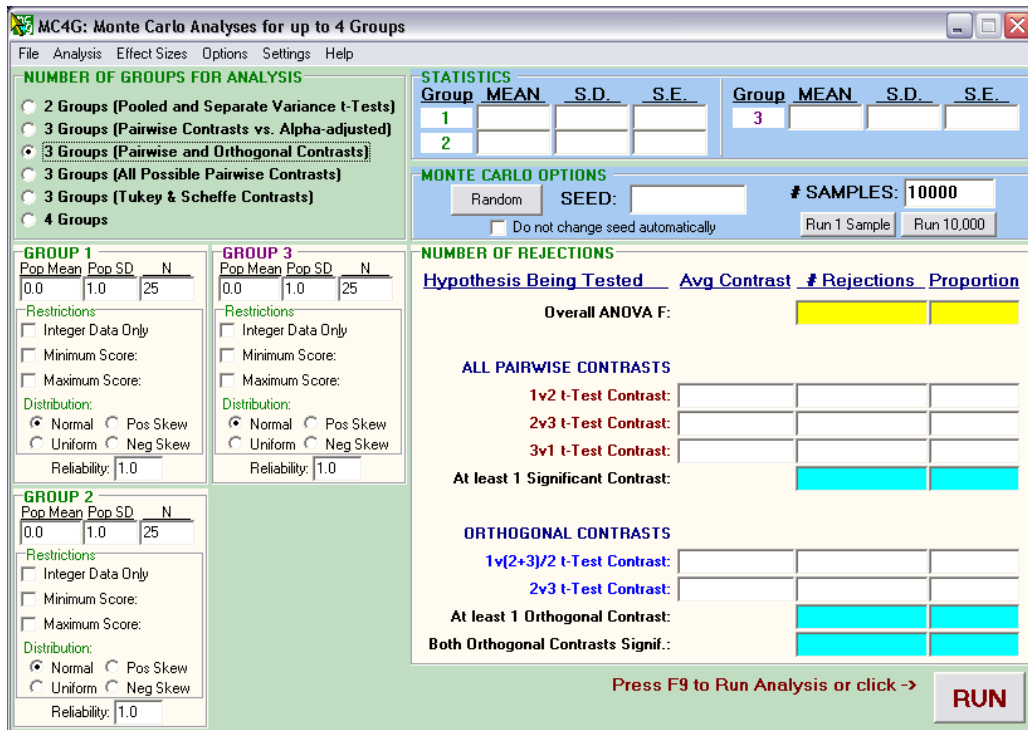 MC4G: Monte Carlo Analyses for up to 4 Groups
File Analysis Effect Sizes Options Settings Help
NUMBER OF GROUPS FOR ANALYSIS
2 Groups (Pooled and Separate Variance t-Tests)
3 Groups (Pairwise Contrasts vs. Alpha-adjusted)
3 Groups (Pairwise and Orthogonal Contrasts)
3 Groups (All Possible Pairwise Contrasts)
3 Groups (Tukey & Scheffe Contrasts)
4 Groups
STATISTICS
Group MEAN S.D. S.E. Group MEAN S.D. S.E.
1 3
2
MONTE CARLO OPTIONS
Random SEED: # SAMPLES: 10000
Do not change seed automatically Run 1 Sample Run 10,000
GROUP 1
Pop Mean Pop SD N
0.0 1.0 25
Restrictions
Integer Data Only
Minimum Score:
Maximum Score:
Distribution:
Normal Pos Skew
Uniform Neg Skew
Reliability: 1.0
GROUP 3
Pop Mean Pop SD N
0.0 1.0 25
Restrictions
Integer Data Only
Minimum Score:
Maximum Score:
Distribution:
Normal Pos Skew
Uniform Neg Skew
Reliability: 1.0
GROUP 2
Pop Mean Pop SD N
0.0 1.0 25
Restrictions
Integer Data Only
Minimum Score:
Maximum Score:
Distribution:
Normal Pos Skew
Uniform Neg Skew
Reliability: 1.0
NUMBER OF REJECTIONS
Hypothesis Being Tested Avg Contrast # Rejections Proportion
Overall ANOVA F:
ALL PAIRWISE CONTRASTS
1v2 t-Test Contrast:
2v3 t-Test Contrast:
3v1 t-Test Contrast:
At least 1 Significant Contrast:
ORTHOGONAL CONTRASTS
1v(2+3)/2 t-Test Contrast:
2v3 t-Test Contrast:
At least 1 Orthogonal Contrast:
Both Orthogonal Contrasts Signif.:
Press F9 to Run Analysis or click ->
RUN